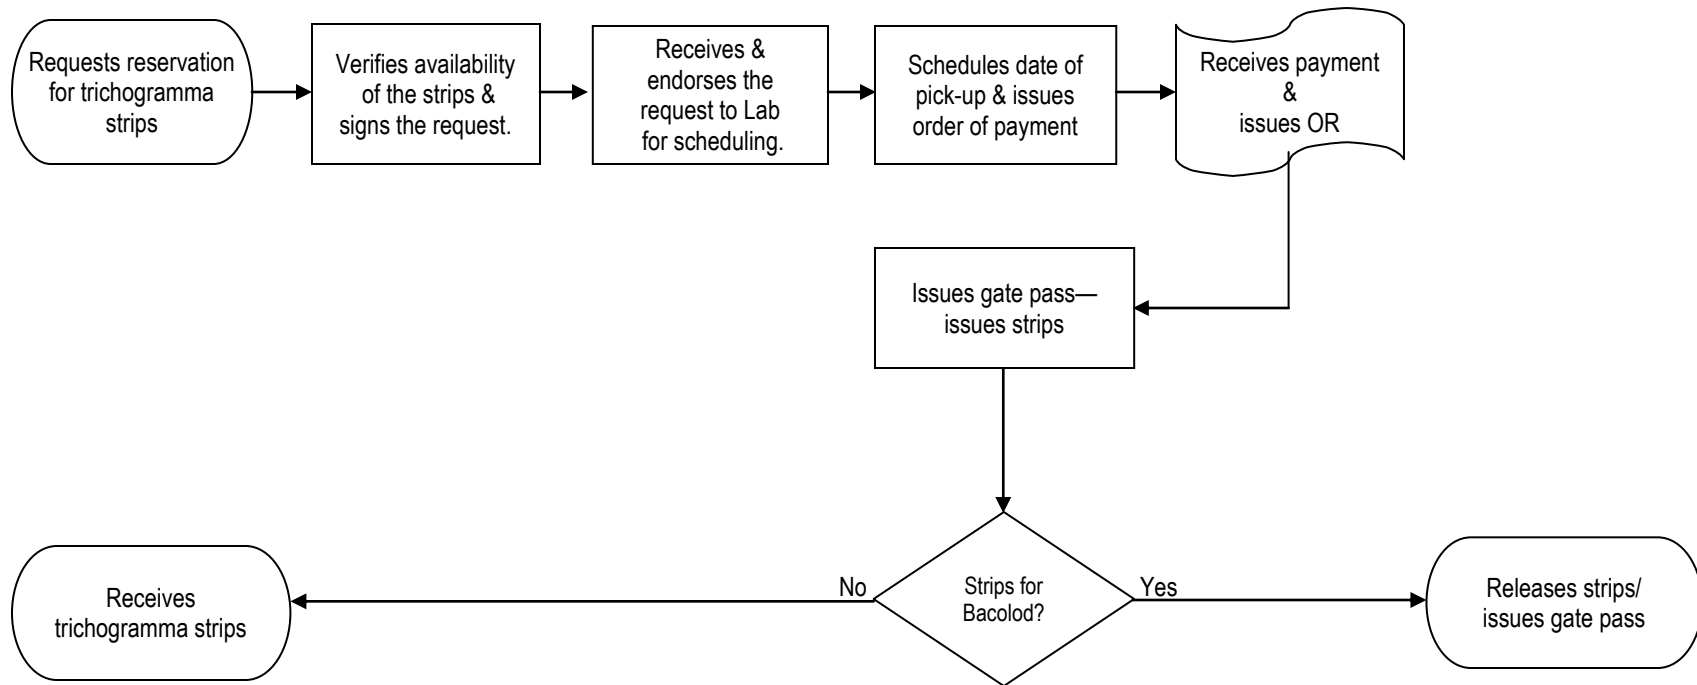 Requests reservation
for trichogramma
strips
Verifies availability
of the strips &
signs the request.
Receives &
endorses the
request to Lab
for scheduling.
Schedules date of
pick-up & issues
order of payment
Receives payment
&
issues OR
Issues gate pass—
issues strips
Strips for
Bacolod?
No
Yes
Receives
trichogramma strips
Releases strips/
issues gate pass